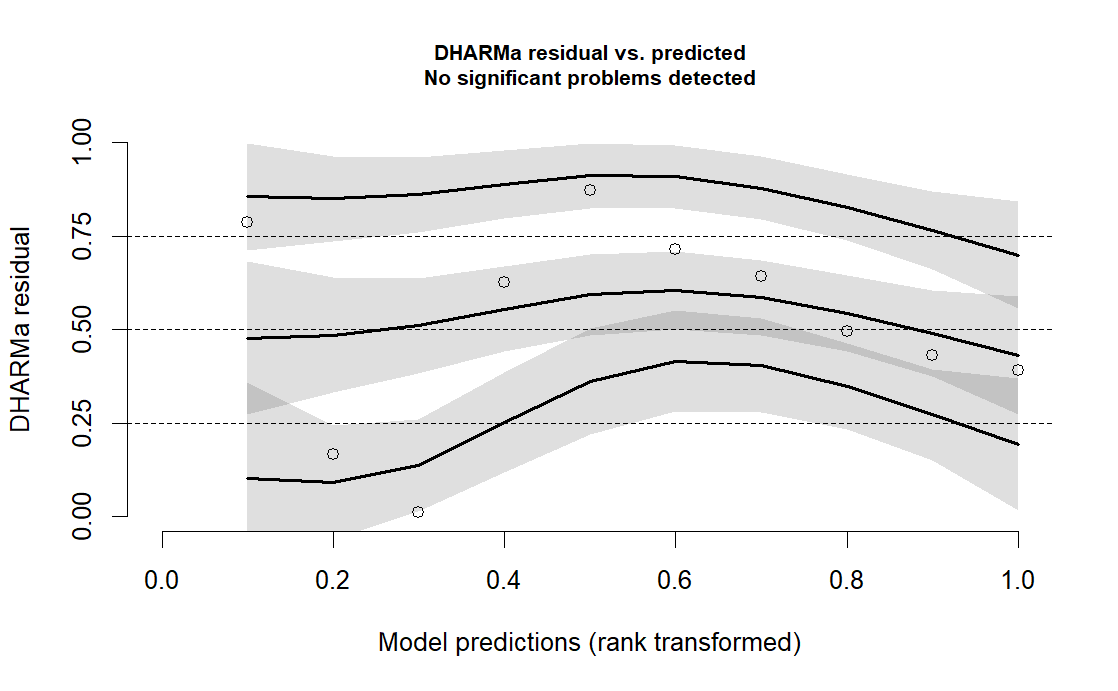 DHARMa residual vs. predicted
No significant problems detected
DHARMa residual
1.00
0.75
0.50
0.25
0.00
0.0 0.2 0.4 0.6 0.8 1.0
Model predictions (rank transformed)